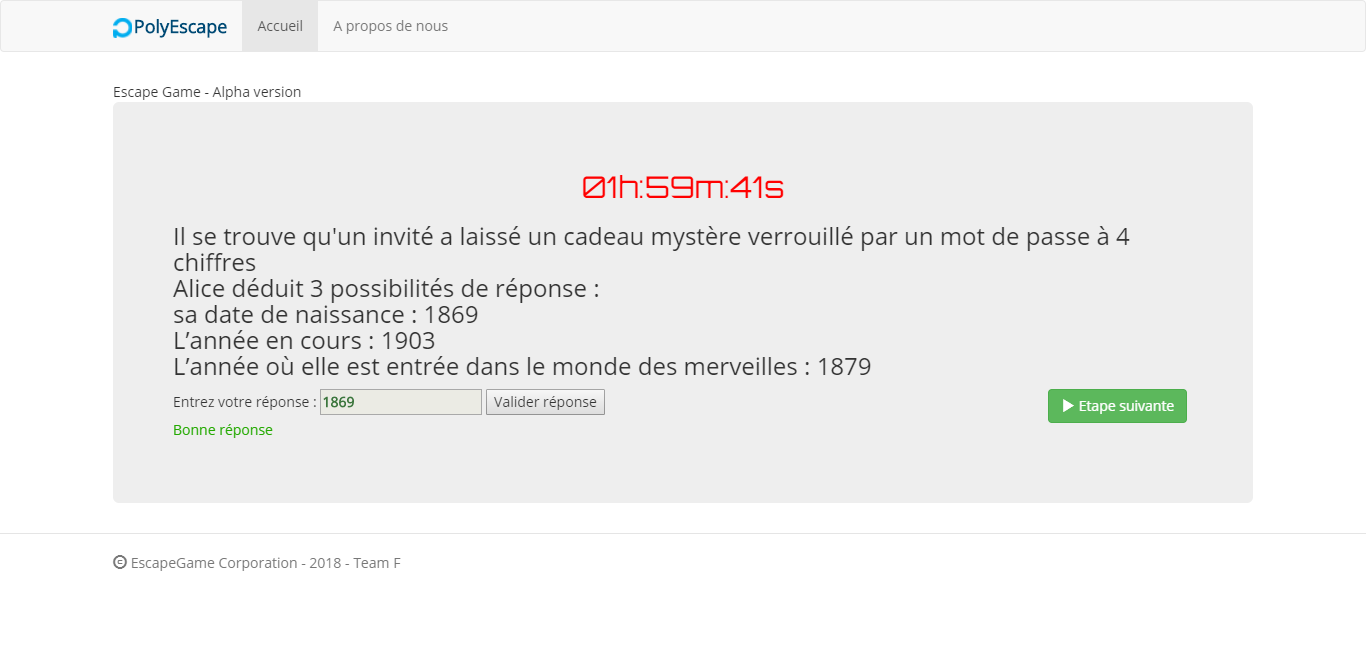 PolyEscape Accueil A propos de nous
Escape Game - Alpha version
01h:59m:41s
Il se trouve qu'un invité a laissé un cadeau mystère verrouillé par un mot de passe à 4
chiffres
Alice déduit 3 possibilités de réponse :
sa date de naissance : 1869
L’année en cours : 1903
L’année où elle est entrée dans le monde des merveilles : 1879
Entrez votre réponse : 1869 Valider réponse Etape suivante
Bonne réponse
© EscapeGame Corporation - 2018 - Team F